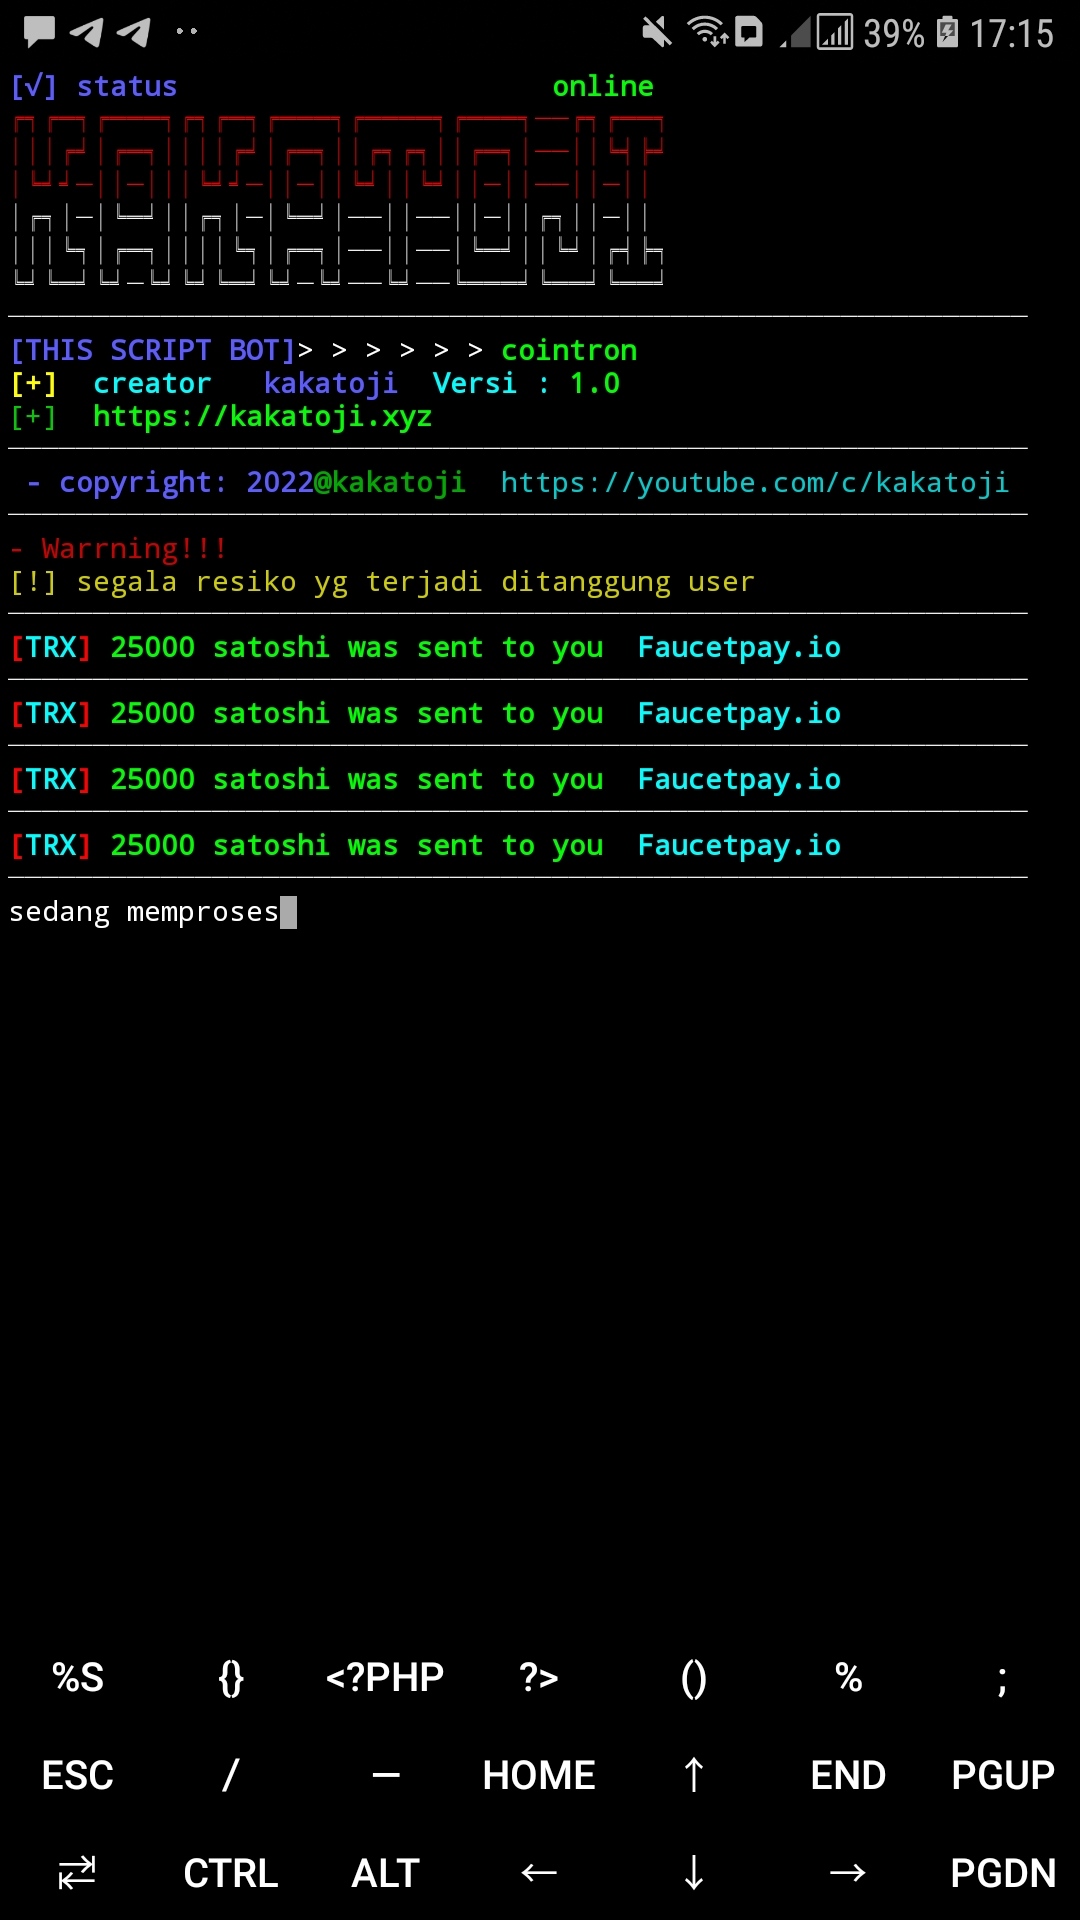 39% 17:15
[√] status online
[THIS SCRIPT BOT]> > > > > > cointron
[+] creator kakatoji Versi : 1.0
[+] https://kakatoji.xyz
- copyright: 2022@kakatoji https://youtube.com/c/kakatoji
- Warrning!!!
[!] segala resiko yg terjadi ditanggung user
[TRX] 25000 satoshi was sent to you Faucetpay.io
[TRX] 25000 satoshi was sent to you Faucetpay.io
[TRX] 25000 satoshi was sent to you Faucetpay.io
[TRX] 25000 satoshi was sent to you Faucetpay.io
sedang memproses
%S {} <?PHP ?> () % ;
ESC / — HOME ↑ END PGUP
⇄ CTRL ALT ← ↓ → PGDN